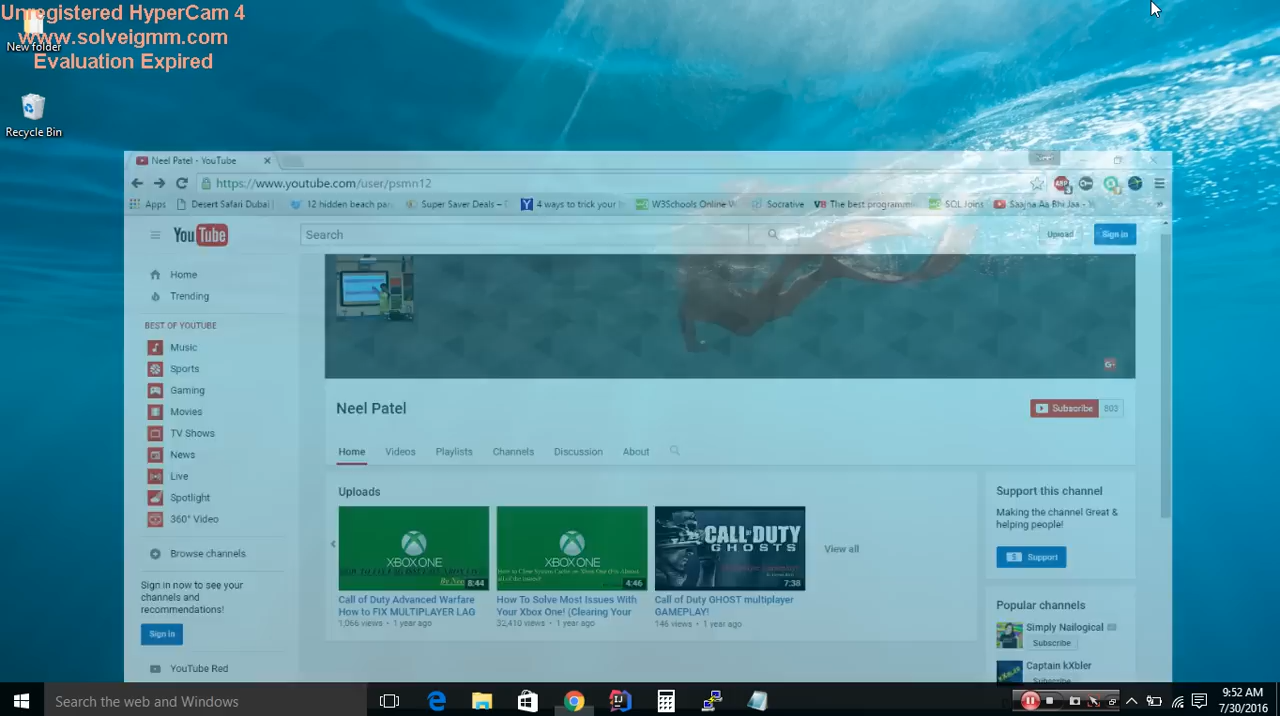 Unregistered HyperCam 4
www.solveigmm.com
Evaluation Expired
New folder
Recycle Bin
Neel Patel - YouTube
https://www.youtube.com/user/psmn12
Apps
Desert Safari Dubai
12 hidden beach par
Super Saver Deals –
4 ways to trick your
W3Schools Online
Socrative
The best programm
SQL Joins
Saajna Aa Bhi Jaa -
YouTube
Search
Upload
Sign in
Home
Trending
BEST OF YOUTUBE
Music
Sports
Gaming
Movies
TV Shows
News
Live
Spotlight
360° Video
Browse channels
Sign in now to see your
channels and
recommendations!
Sign in
YouTube Red
Neel Patel
Subscribe 803
Home Videos Playlists Channels Discussion About
Uploads
XBOX ONE
8:44
Call of Duty Advanced Warfare
How to FIX MULTIPLAYER LAG
1,066 views • 1 year ago
XBOX ONE
4:46
How To Solve Most Issues With
Your Xbox One! (Clearing Your
32,410 views • 1 year ago
CALL OF DUTY
GHOSTS
7:38
Call of Duty GHOST multiplayer
GAMEPLAY!
146 views • 1 year ago
View all
Support this channel
Making the channel Great &
helping people!
Support
Popular channels
Simply Nailogical
Subscribe
Captain kXbler
Subscribe
Search the web and Windows
9:52 AM
7/30/2016